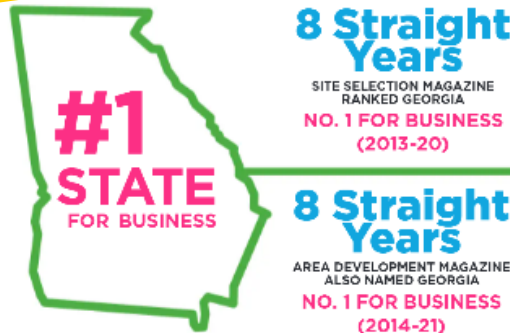 #1
STATE
FOR BUSINESS
8 Straight
Years
SITE SELECTION MAGAZINE
RANKED GEORGIA
NO. 1 FOR BUSINESS
(2013-20)
8 Straight
Years
AREA DEVELOPMENT MAGAZINE
ALSO NAMED GEORGIA
NO. 1 FOR BUSINESS
(2014-21)